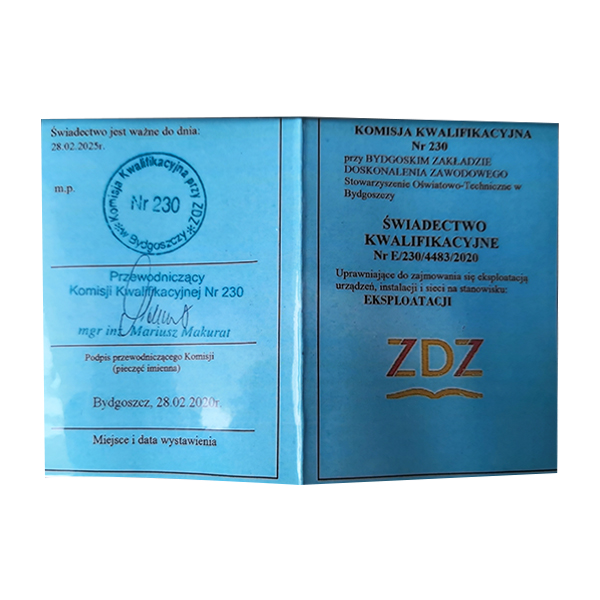 Świadectwo jest ważne do dnia:
28.02.2025r.
m.p.
Komisja Kwalifikacyjna przy ZDZ
w Bydgoszczy
Nr 230
Przewodniczący
Komisji Kwalifikacyjnej Nr 230
mgr inż. Mariusz Makurat
Podpis przewodniczącego Komisji
(pieczęć imienna)
Bydgoszcz, 28.02.2020r.
Miejsce i data wystawienia
KOMISJA KWALIFIKACYJNA
Nr 230
przy BYDGOSKIM ZAKŁADZIE
DOSKONALENIA ZAWODOWEGO
Stowarzyszenie Oświatowo-Techniczne w
Bydgoszczy
ŚWIADECTWO
KWALIFIKACYJNE
Nr E/230/4483/2020
Uprawniające do zajmowania się eksploatacją
urządzeń, instalacji i sieci na stanowisku:
EKSPLOATACJI
ZDZ